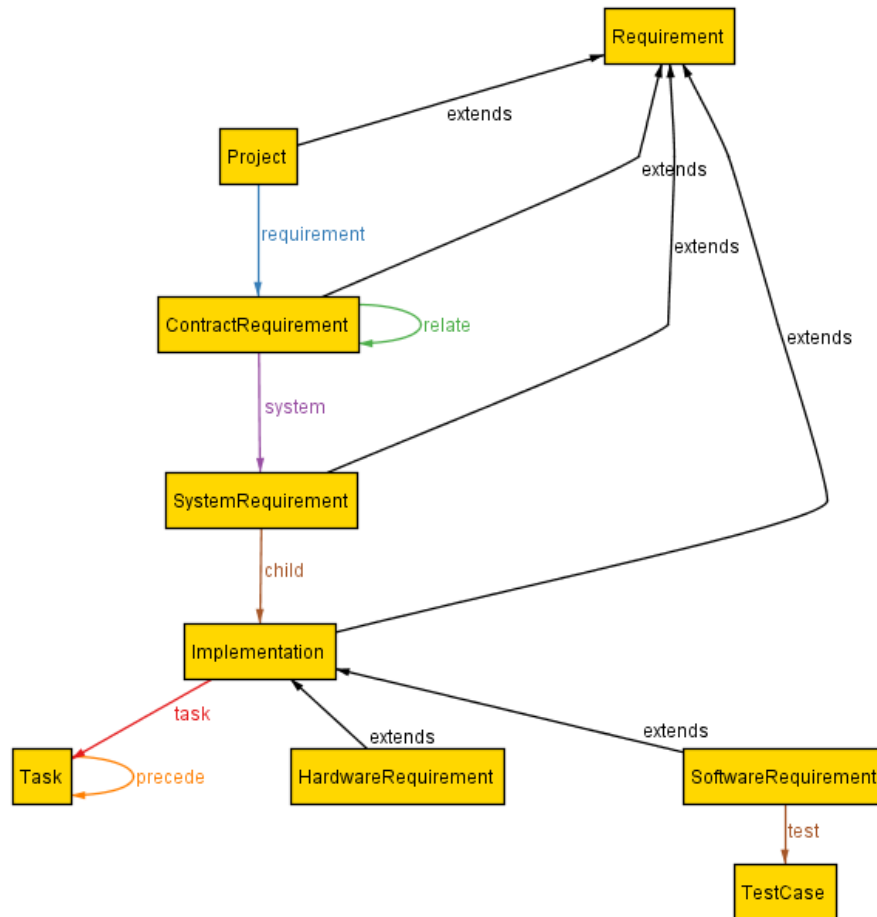 Requirement
extends
Project
extends
requirement
extends
ContractRequirement
relate
extends
system
SystemRequirement
child
Implementation
task
extends
extends
Task
precede
HardwareRequirement
SoftwareRequirement
test
TestCase